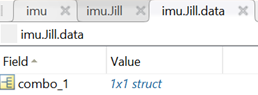 imu imu.Jill imu.Jill.data
imu.Jill.data
Field Value
combo_1 1x1 struct